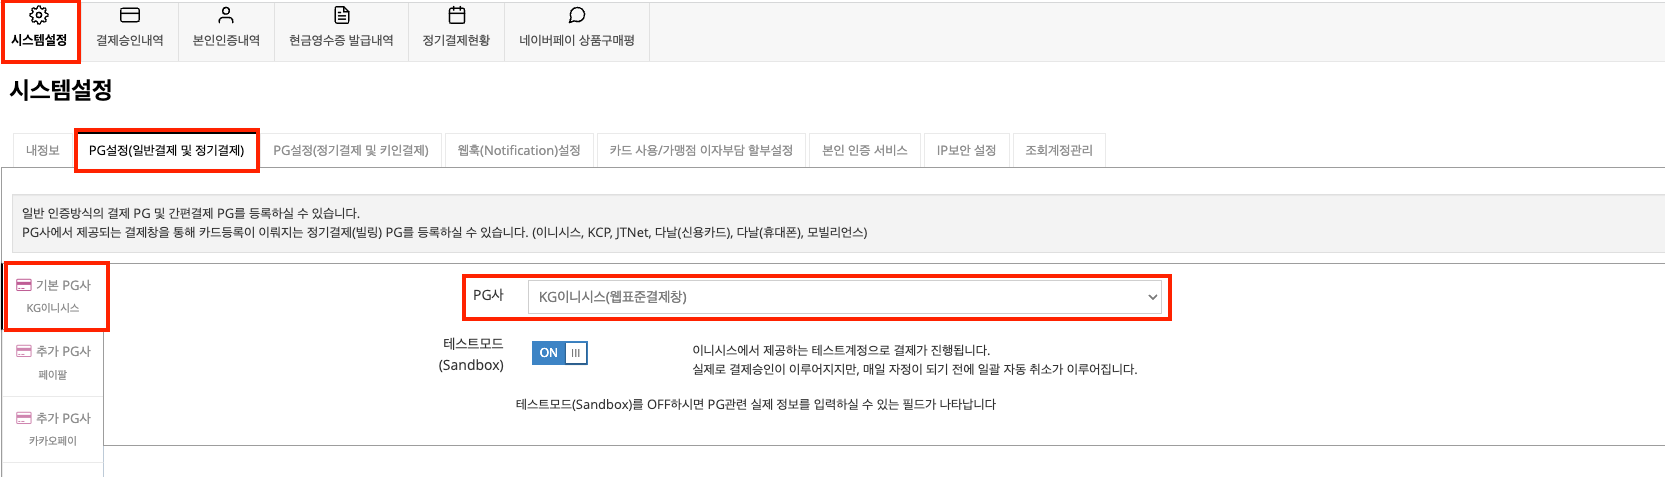 시스템설정
결제승인내역
본인인증내역
현금영수증 발급내역
정기결제현황
네이버페이 상품구매평
시스템설정
내정보
PG설정(일반결제 및 정기결제)
PG설정(정기결제 및 키인결제)
웹훅(Notification)설정
카드 사용/가맹점 이자부담 할부설정
본인 인증 서비스
IP보안 설정
조회계정관리
일반 인증방식의 결제 PG 및 간편결제 PG를 등록하실 수 있습니다.
PG사에서 제공되는 결제창을 통해 카드등록이 이뤄지는 정기결제(빌링) PG를 등록하실 수 있습니다. (이니시스, KCP, JTNet, 다날(신용카드), 다날(휴대폰), 모빌리언스)
기본 PG사
KG이니시스
추가 PG사
페이팔
추가 PG사
카카오페이
PG사
KG이니시스(웹표준결제창)
테스트모드
(Sandbox)
ON
이니시스에서 제공하는 테스트계정으로 결제가 진행됩니다.
실제로 결제승인이 이루어지지만, 매일 자정이 되기 전에 일괄 자동 취소가 이루어집니다.
테스트모드(Sandbox)를 OFF하시면 PG관련 실제 정보를 입력하실 수 있는 필드가 나타납니다